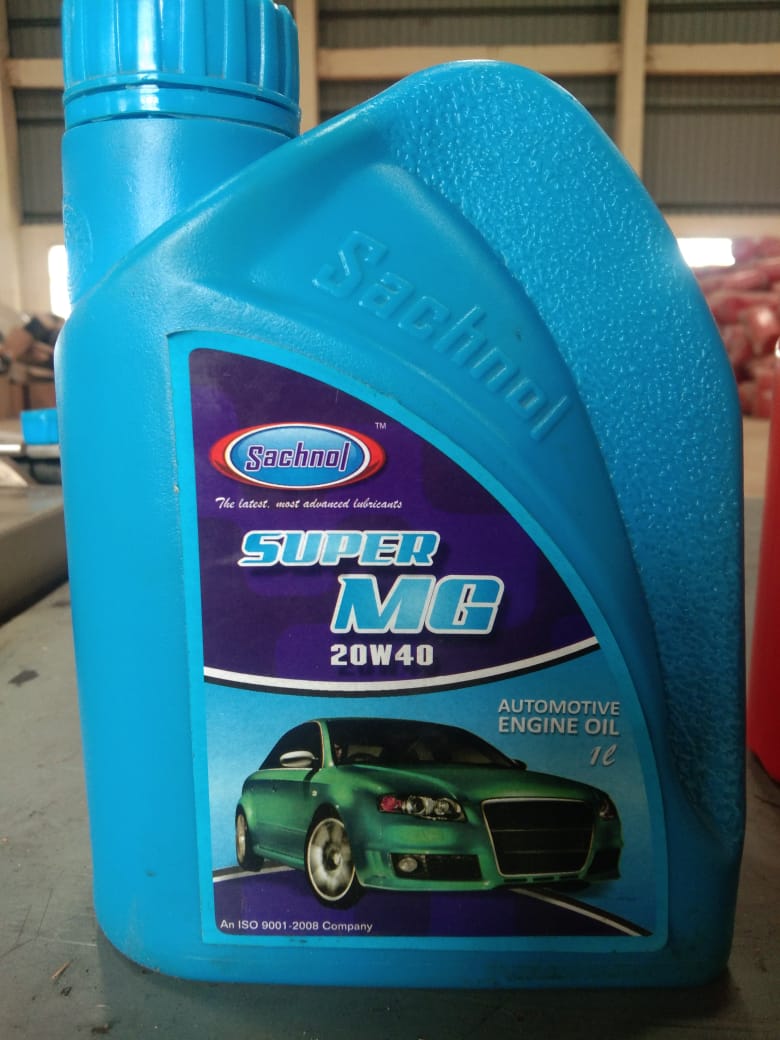 Sachnol
Sachnol
TM
The latest, most advanced lubricants
SUPER
MG
20W40
AUTOMOTIVE
ENGINE OIL
1l
An ISO 9001-2008 Company